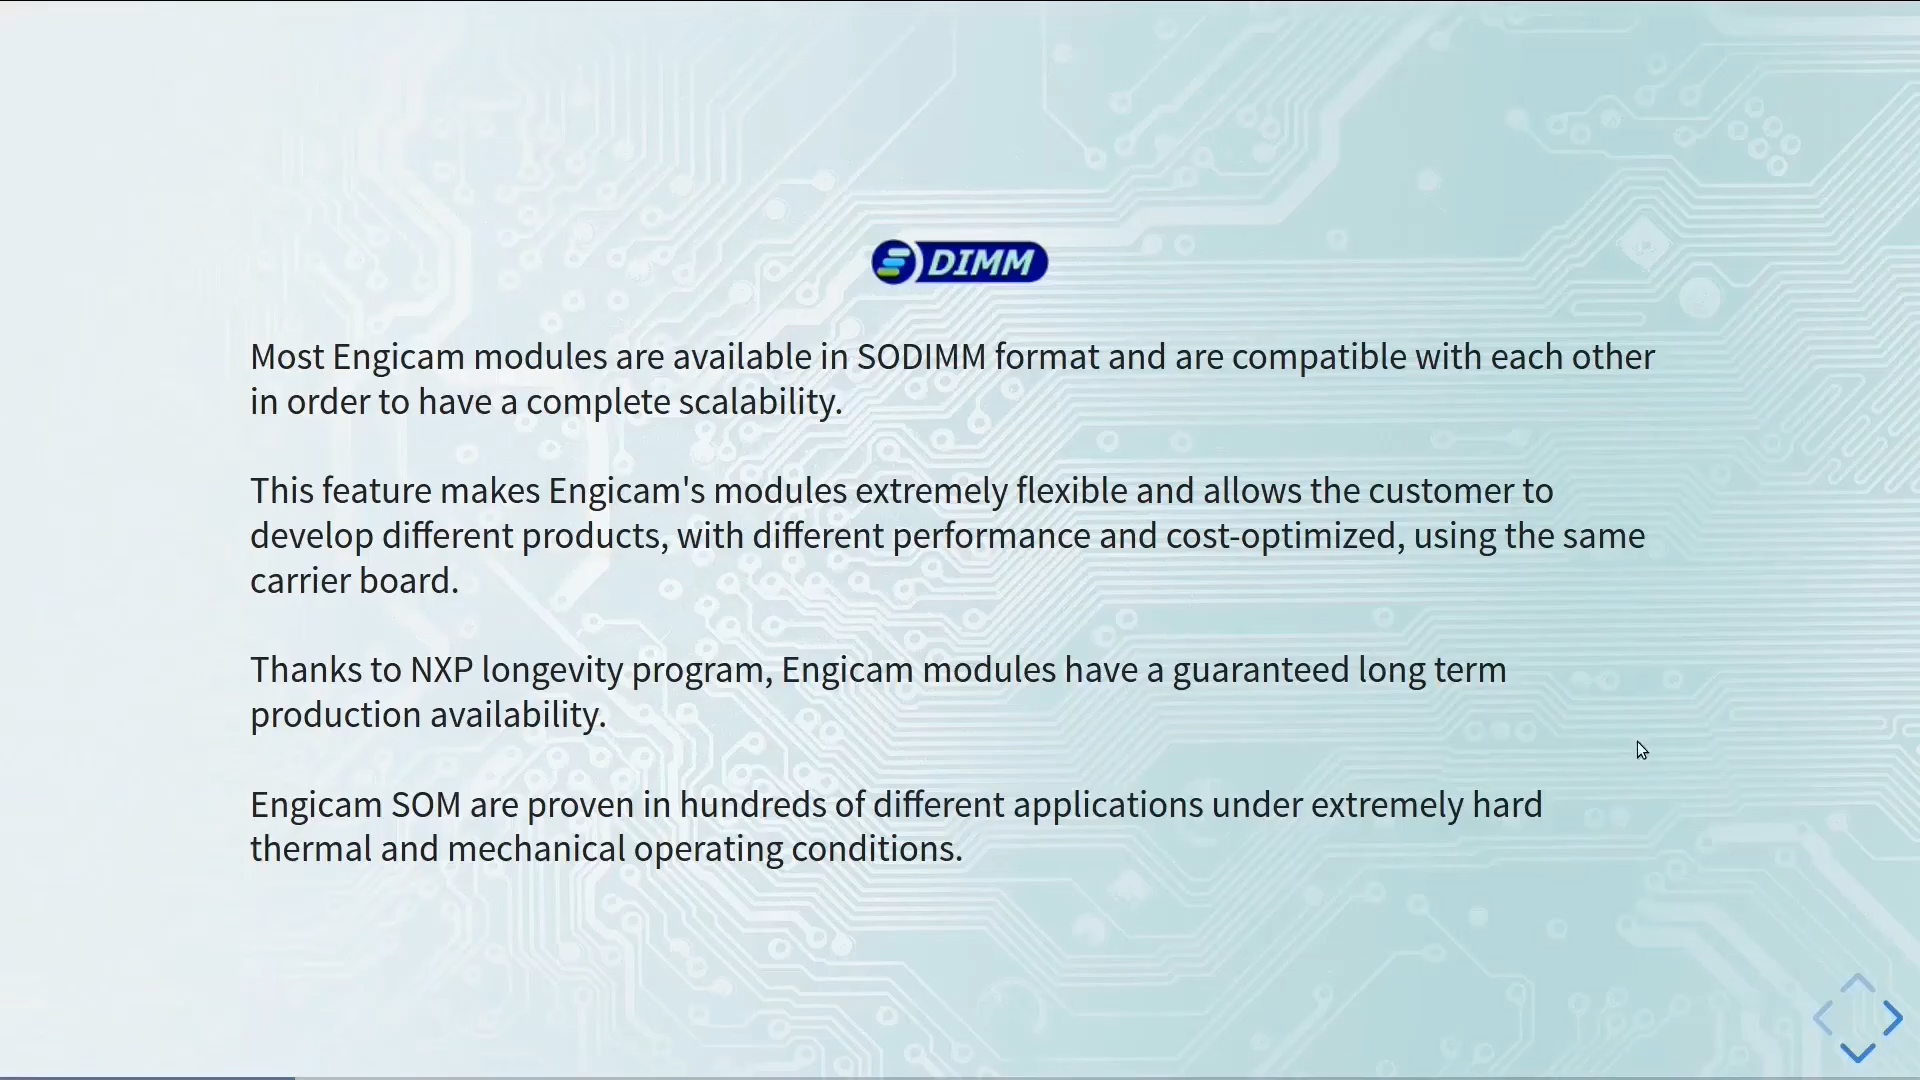 DIMM
Most Engicam modules are available in SODIMM format and are compatible with each other
in order to have a complete scalability.
This feature makes Engicam's modules extremely flexible and allows the customer to
develop different products, with different performance and cost-optimized, using the same
carrier board.
Thanks to NXP longevity program, Engicam modules have a guaranteed long term
production availability.
Engicam SOM are proven in hundreds of different applications under extremely hard
thermal and mechanical operating conditions.